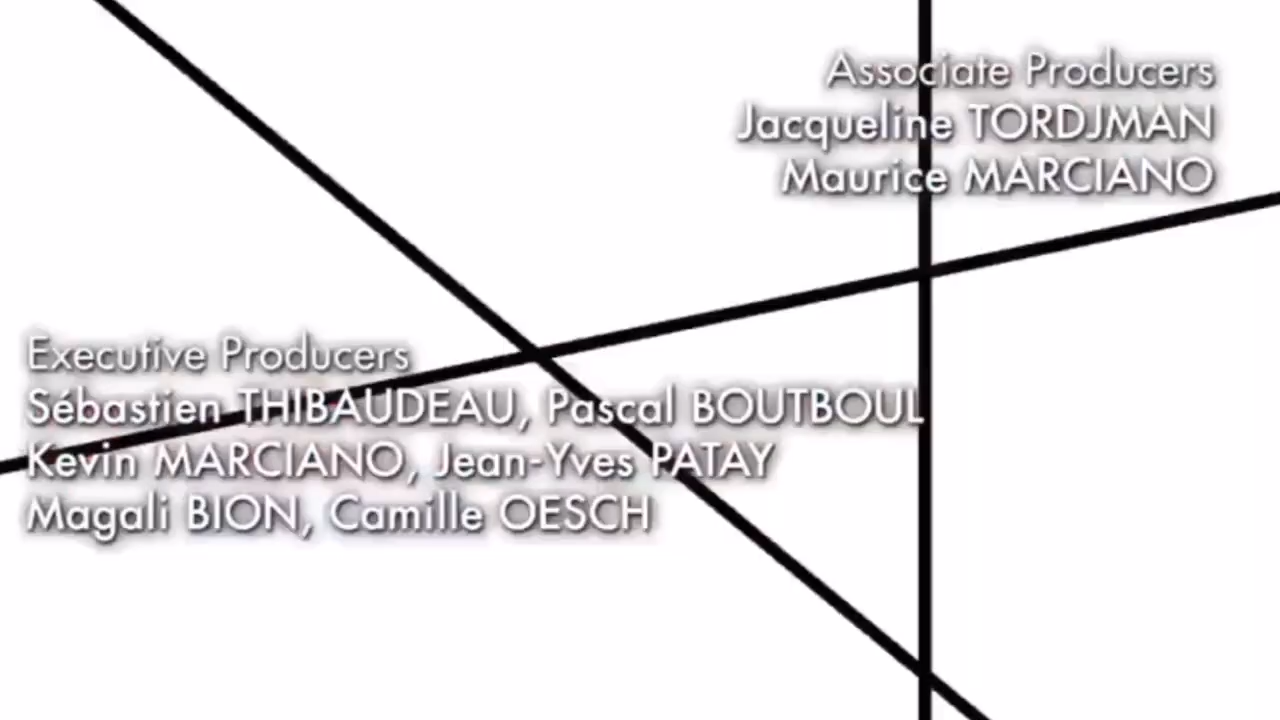 Associate Producers
Jacqueline TORDJMAN
Maurice MARCIANO
Executive Producers
Sébastien THIBAUDEAU, Pascal BOUTBOUL
Kevin MARCIANO, Jean-Yves PATAY
Magali BION, Camille OESCH